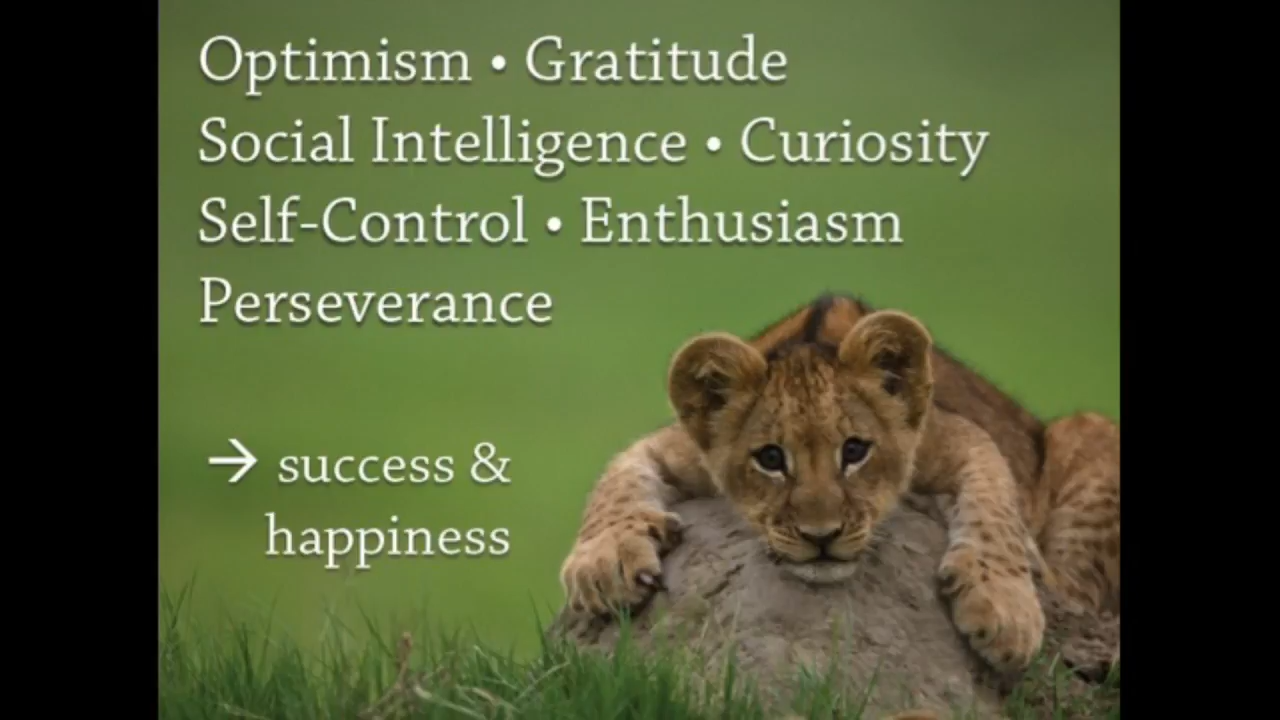 Optimism • Gratitude
Social Intelligence • Curiosity
Self-Control • Enthusiasm
Perseverance
→ success &
happiness